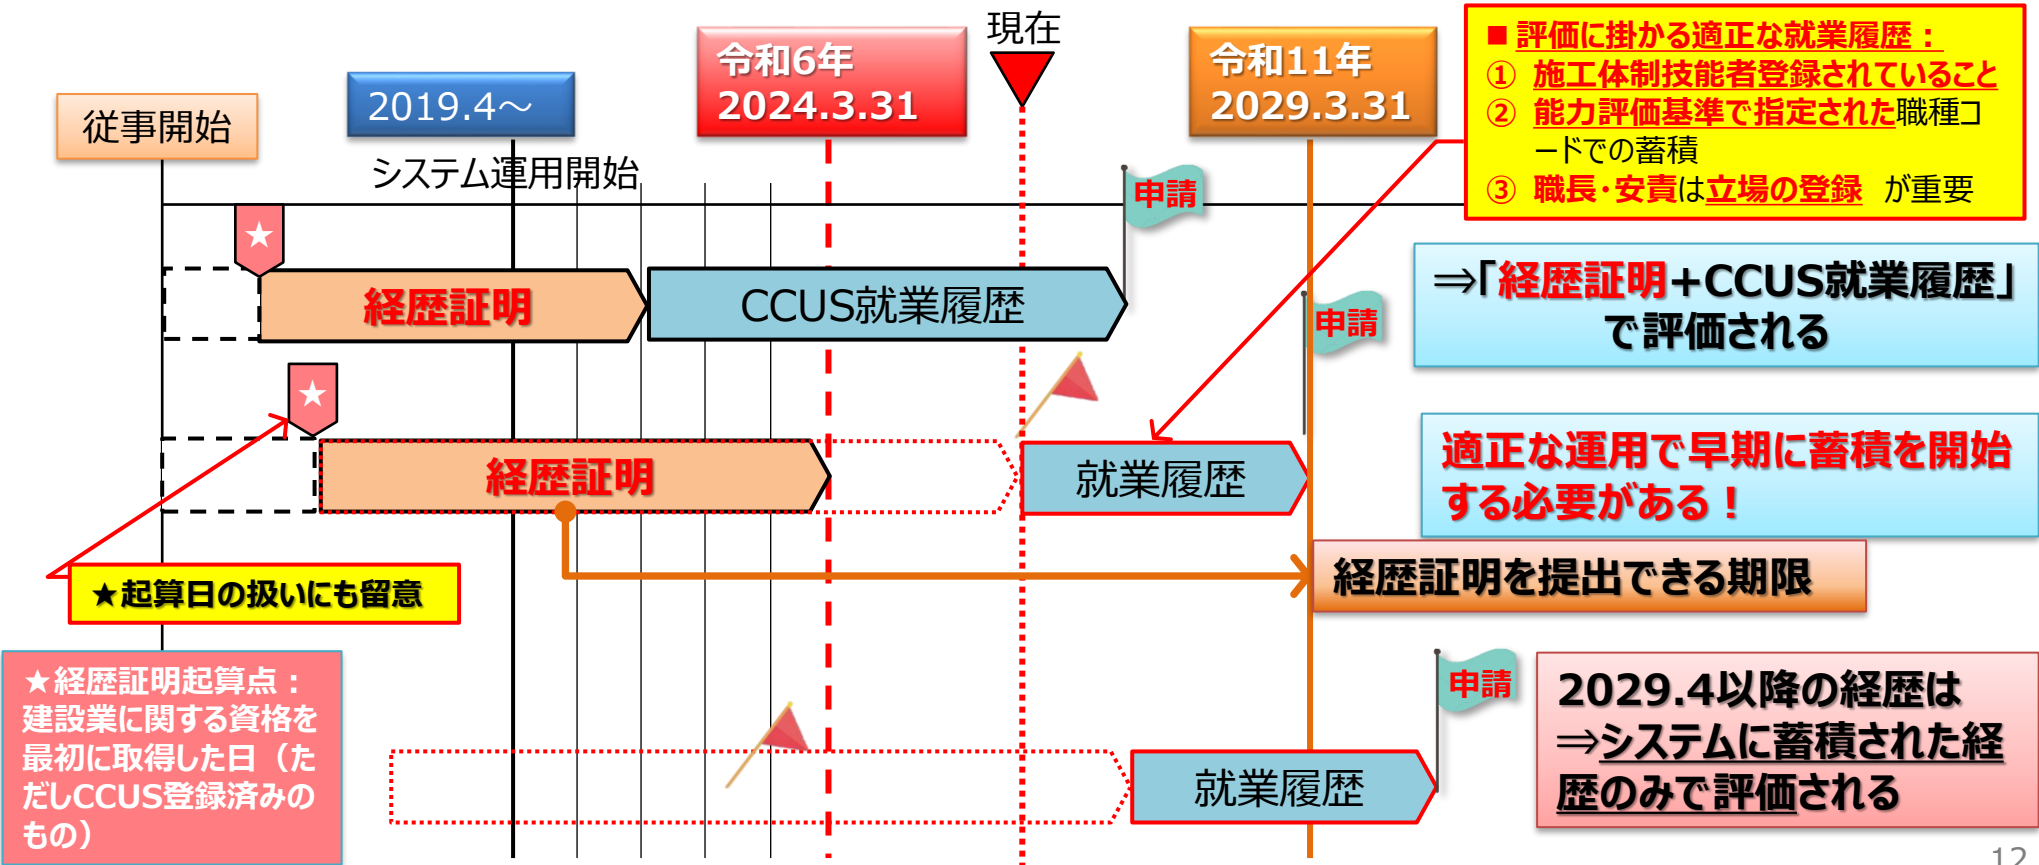 現在
令和6年
2024.3.31
令和11年
2029.3.31
2019.4～
従事開始
システム運用開始
■ 評価に掛かる適正な就業履歴：
① 施工体制技能者登録されていること
② 能力評価基準で指定された職種コ
ードでの蓄積
③ 職長・安責は立場の登録 が重要
申請
★
経歴証明
CCUS就業履歴
⇒「経歴証明+CCUS就業履歴」
で評価される
申請
★
経歴証明
就業履歴
適正な運用で早期に蓄積を開始
する必要がある！
経歴証明を提出できる期限
★起算日の扱いにも留意
★経歴証明起算点：
建設業に関する資格を
最初に取得した日（た
だしCCUS登録済みの
もの）
申請
就業履歴
2029.4以降の経歴は
⇒システムに蓄積された経
歴のみで評価される
12